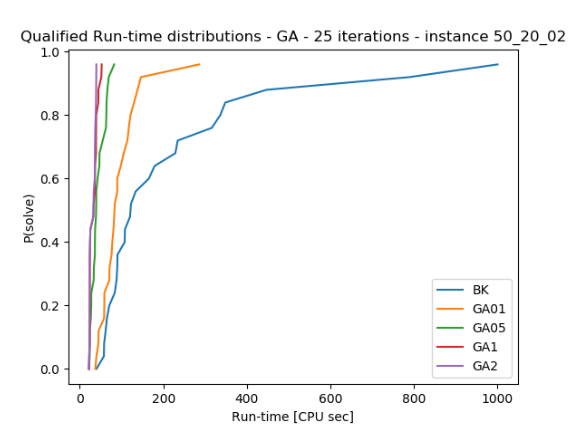 Qualified Run-time distributions - GA - 25 iterations - instance 50_20_02
1.0
0.8
0.6
0.4
0.2
0.0
P(solve)
0
200
400
600
800
1000
Run-time [CPU sec]
BK
GA01
GA05
GA1
GA2